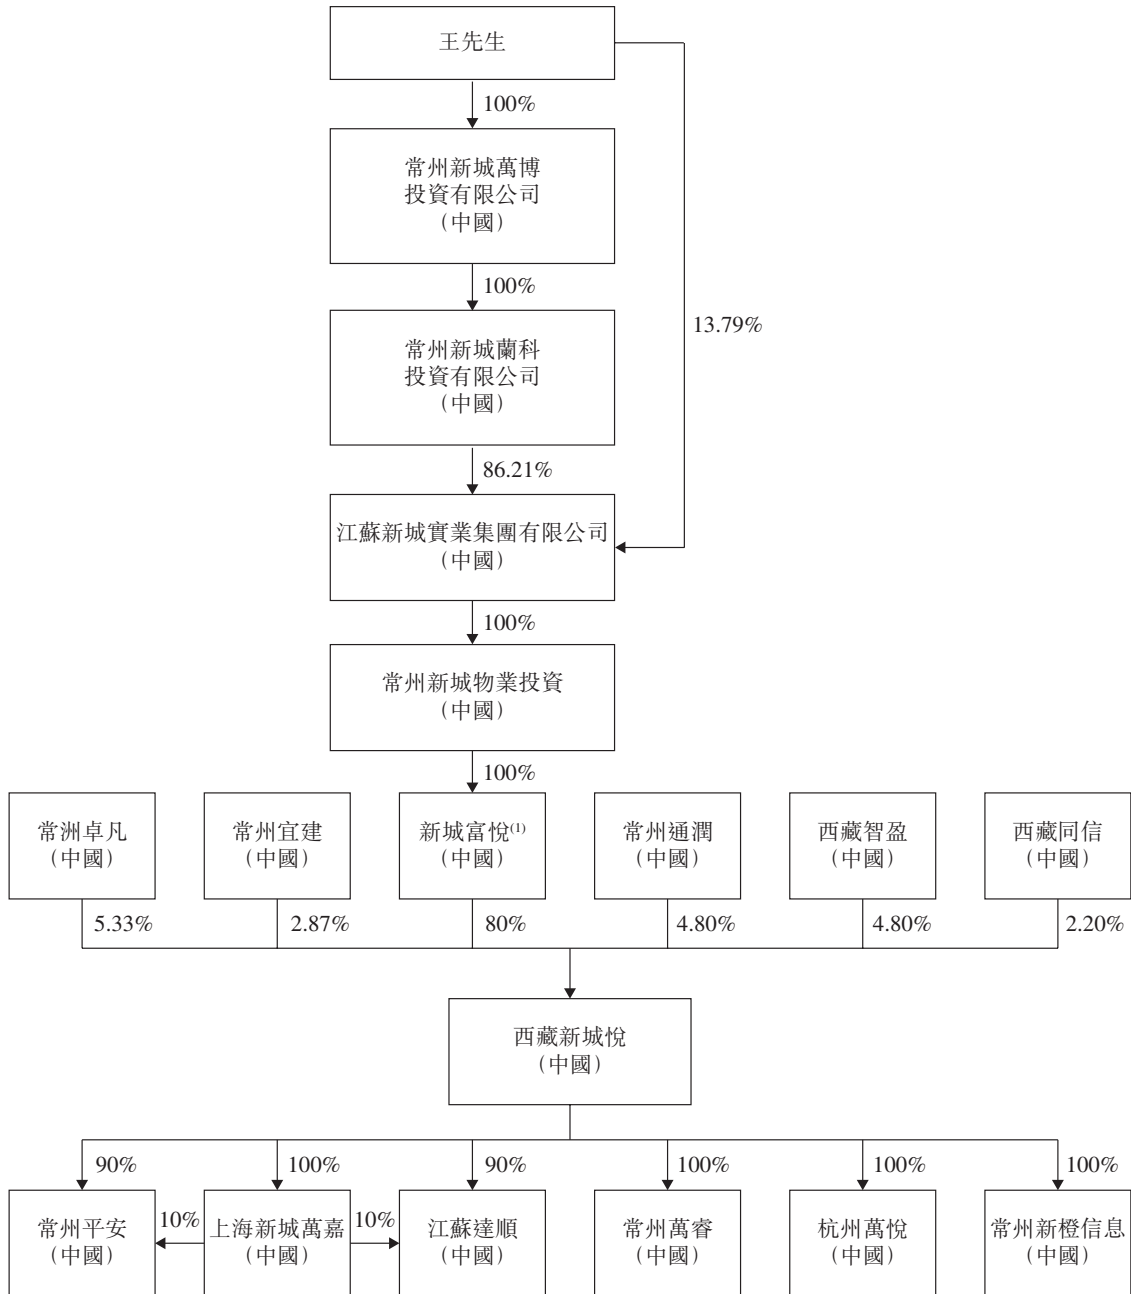 王先生
100%
常州新城萬博
投資有限公司
（中國）
100%
常州新城蘭科
投資有限公司
（中國）
13.79%
86.21%
江蘇新城實業集團有限公司
（中國）
100%
常州新城物業投資
（中國）
100%
常洲卓凡
（中國）
常州宜建
（中國）
新城富悅(1)
（中國）
常州通潤
（中國）
西藏智盈
（中國）
西藏同信
（中國）
5.33%
2.87%
80%
4.80%
4.80%
2.20%
西藏新城悅
（中國）
90%
100%
90%
100%
100%
100%
常州平安
（中國）
10%
上海新城萬嘉
（中國）
10%
江蘇達順
（中國）
常州萬睿
（中國）
杭州萬悅
（中國）
常州新橙信息
（中國）